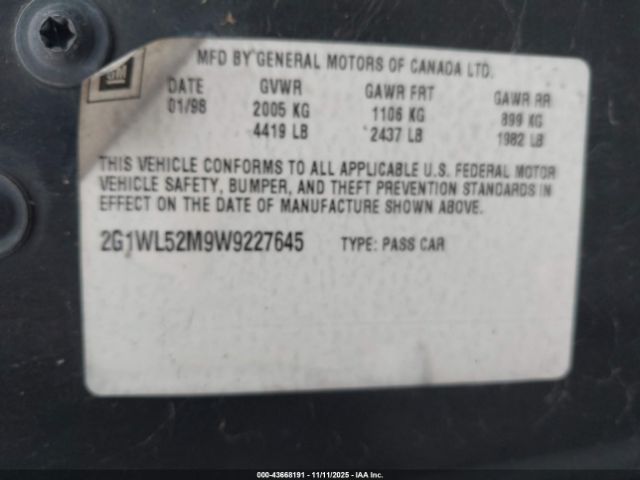 GM
MFD BY GENERAL MOTORS OF CANADA LTD.
DATE GVWR GAWR FRT GAWR RR
01/98 2005 KG 1106 KG 899 KG
4419 LB 2437 LB 1982 LB
THIS VEHICLE CONFORMS TO ALL APPLICABLE U.S. FEDERAL MOTOR
VEHICLE SAFETY, BUMPER, AND THEFT PREVENTION STANDARDS IN
EFFECT ON THE DATE OF MANUFACTURE SHOWN ABOVE.
2G1WL52M9W9227645 TYPE: PASS CAR
000-43668191 - 11/11/2025 - IAA Inc.